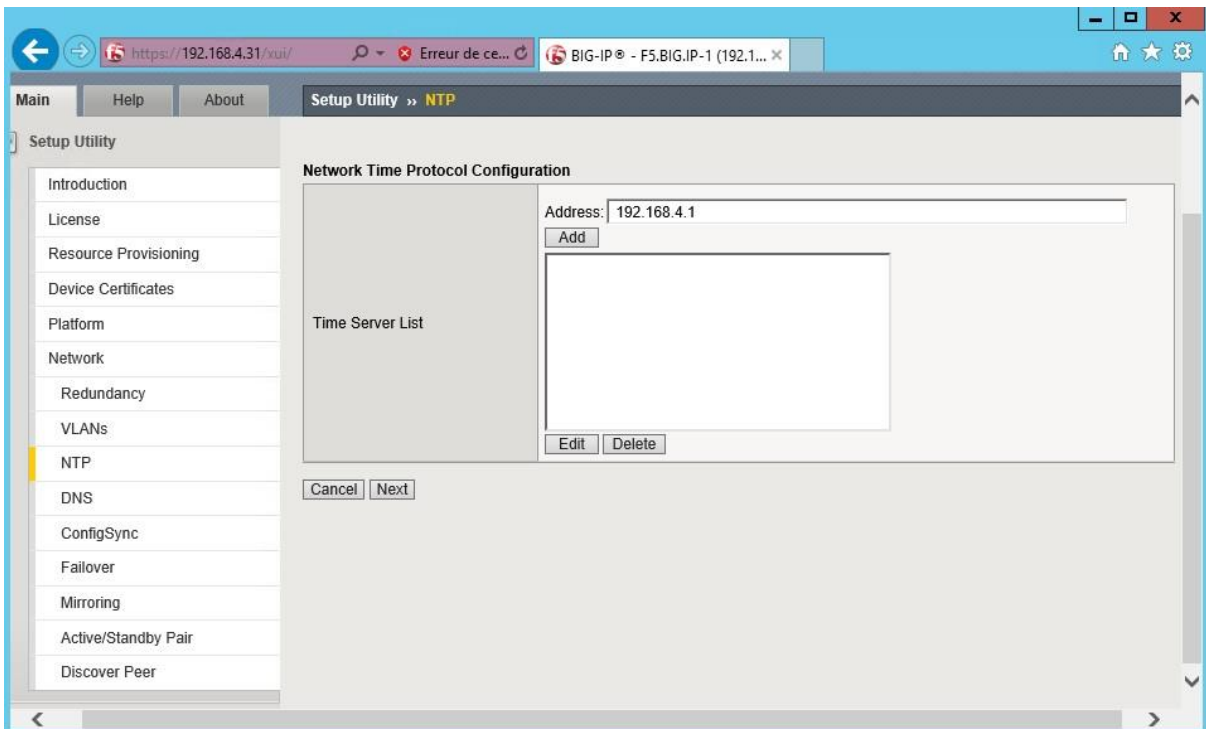 https://192.168.4.31/xui/
Erreur de ce...
BIG-IP® - F5.BIG.IP-1 (192.1...
Main
Help
About
Setup Utility ›› NTP
Setup Utility
Introduction
License
Resource Provisioning
Device Certificates
Platform
Network
Redundancy
VLANs
NTP
DNS
ConfigSync
Failover
Mirroring
Active/Standby Pair
Discover Peer
Network Time Protocol Configuration
Time Server List
Address: 192.168.4.1
Add
Edit Delete
Cancel Next